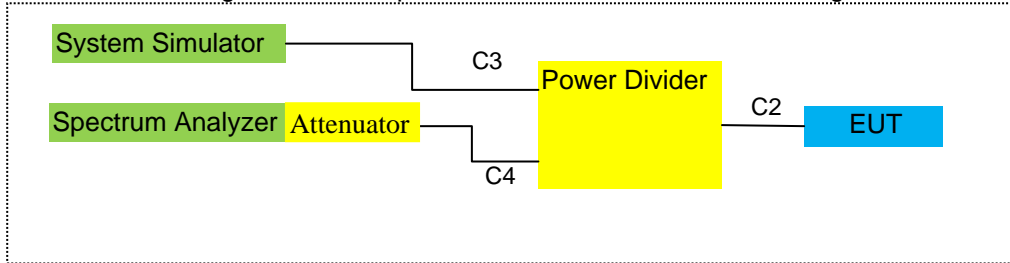 System Simulator
C3
Power Divider
C2
EUT
Spectrum Analyzer
Attenuator
C4